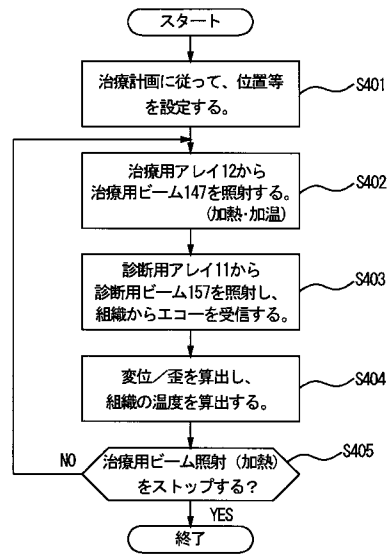 スタート
治療計画に従って、位置等
を設定する。
S401
治療用アレイ12から
治療用ビーム147を照射する。
(加熱・加温)
S402
診断用アレイ11から
診断用ビーム157を照射し、
組織からエコーを受信する。
S403
変位／歪を算出し、
組織の温度を算出する。
S404
治療用ビーム照射（加熱）
をストップする？
S405
NO
YES
終了